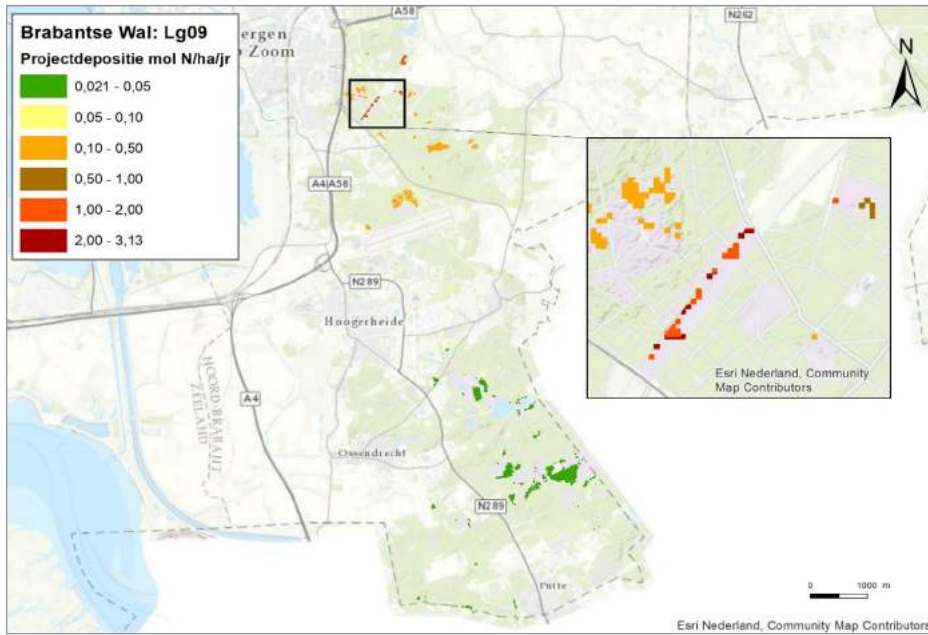 Brabantse Wal: Lg09
Projectdepositie mol N/ha/jr
0,021 - 0,05
0,05 - 0,10
0,10 - 0,50
0,50 - 1,00
1,00 - 2,00
2,00 - 3,13
ergen
Zoom
A58
N262
N
A4|A58
N289
Hoogerheide
NOORD-BRABANT
ZEELAND
A4
Ossendrecht
N289
Putte
Esri Nederland, Community
Map Contributors
0 1000 m
Esri Nederland, Community Map Contributors